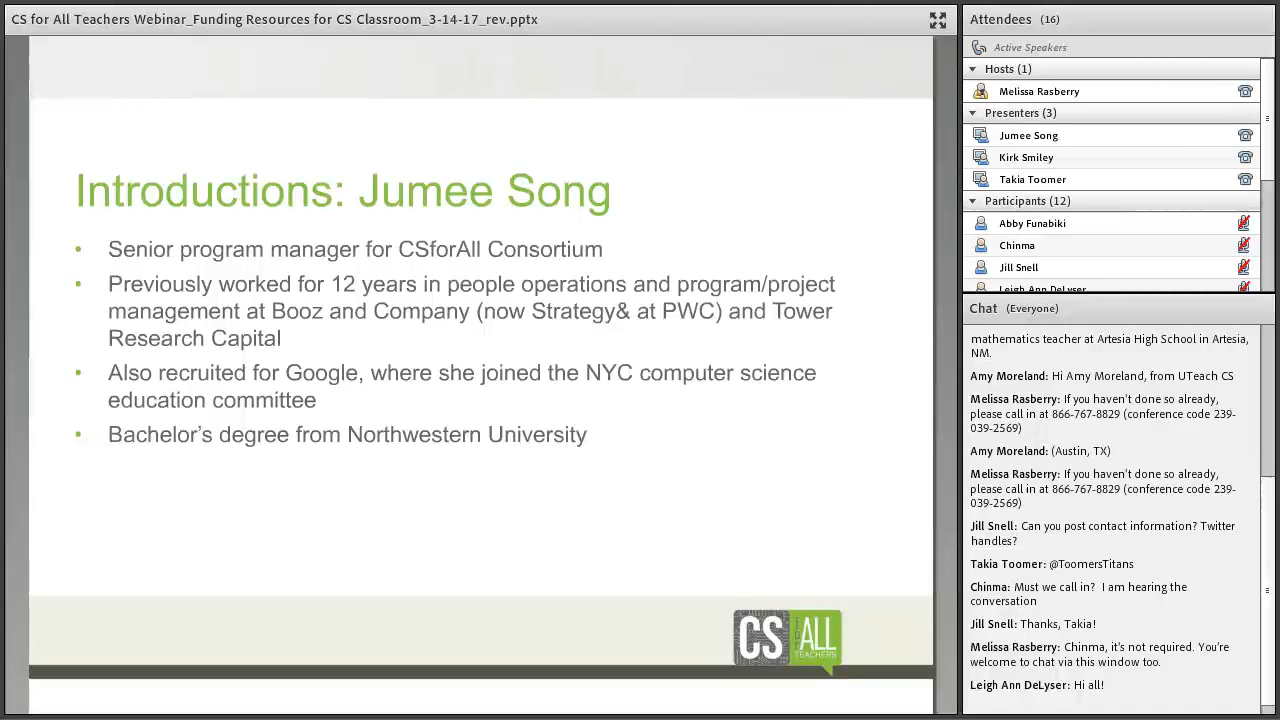 CS for All Teachers Webinar_Funding Resources for CS Classroom_3-14-17_rev.pptx
Introductions: Jumee Song
• Senior program manager for CSforAll Consortium
• Previously worked for 12 years in people operations and program/project
management at Booz and Company (now Strategy& at PWC) and Tower
Research Capital
• Also recruited for Google, where she joined the NYC computer science
education committee
• Bachelor’s degree from Northwestern University
CS FOR ALL
TEACHERS
Attendees (16)
Active Speakers
Hosts (1)
Melissa Rasberry
Presenters (3)
Jumee Song
Kirk Smiley
Takia Toomer
Participants (12)
Abby Funabiki
Chinma
Jill Snell
Leigh Ann DeLyser
Chat (Everyone)
mathematics teacher at Artesia High School in Artesia,
NM.
Amy Moreland: Hi Amy Moreland, from UTeach CS
Melissa Rasberry: If you haven't done so already,
please call in at 866-767-8829 (conference code 239-
039-2569)
Amy Moreland: (Austin, TX)
Melissa Rasberry: If you haven't done so already,
please call in at 866-767-8829 (conference code 239-
039-2569)
Jill Snell: Can you post contact information? Twitter
handles?
Takia Toomer: @ToomersTitans
Chinma: Must we call in? I am hearing the
conversation
Jill Snell: Thanks, Takia!
Melissa Rasberry: Chinma, it's not required. You're
welcome to chat via this window too.
Leigh Ann DeLyser: Hi all!